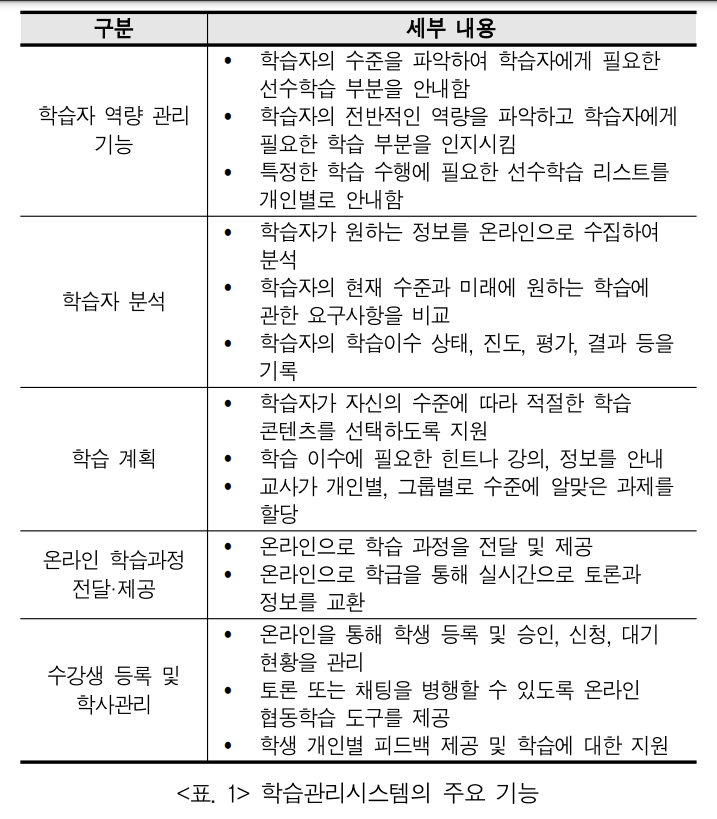 구분 세부 내용
학습자 역량 관리
기능
• 학습자의 수준을 파악하여 학습자에게 필요한
선수학습 부분을 안내함
• 학습자의 전반적인 역량을 파악하고 학습자에게
필요한 학습 부분을 인지시킴
• 특정한 학습 수행에 필요한 선수학습 리스트를
개인별로 안내함
학습자 분석
• 학습자가 원하는 정보를 온라인으로 수집하여
분석
• 학습자의 현재 수준과 미래에 원하는 학습에
관한 요구사항을 비교
• 학습자의 학습이수 상태, 진도, 평가, 결과 등을
기록
학습 계획
• 학습자가 자신의 수준에 따라 적절한 학습
콘텐츠를 선택하도록 지원
• 학습 이수에 필요한 힌트나 강의, 정보를 안내
• 교사가 개인별, 그룹별로 수준에 알맞은 과제를
할당
온라인 학습과정
전달·제공
• 온라인으로 학습 과정을 전달 및 제공
• 온라인으로 학급을 통해 실시간으로 토론과
정보를 교환
수강생 등록 및
학사관리
• 온라인을 통해 학생 등록 및 승인, 신청, 대기
현황을 관리
• 토론 또는 채팅을 병행할 수 있도록 온라인
협동학습 도구를 제공
• 학생 개인별 피드백 제공 및 학습에 대한 지원
<표. 1> 학습관리시스템의 주요 기능